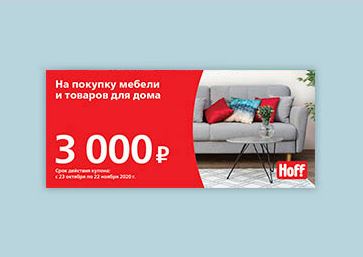 На покупку мебели
и товаров для дома
3 000 ₽
Срок действия купона:
с 23 октября по 22 ноября 2020 г.
Hoff